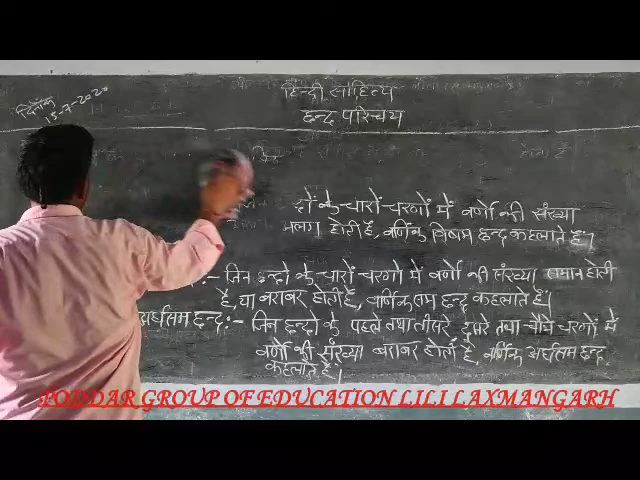 दिनाँक
15-7-2020
हिन्दी साहित्य
छन्द परिचय
के चारों चरणों में वर्णों की संख्या
अलग होती हैं, वर्णिक विषम छन्द कहलाते हैं।
:- जिन छन्दो के चारों चरणो में वर्णो की संख्या समान होती
हैं, या बराबर होती हैं, वर्णिक सम छन्द कहलाते हैं।
अर्धसम छन्द:- जिन छन्दो के पहले तथा तीसरे दूसरे तथा चौथे चरणों में
वर्णो की संख्या बराबर होती है, वर्णिक अर्धसम छन्द
कहलाते हैं।
PODDAR GROUP OF EDUCATION LILI LAXMANGARH